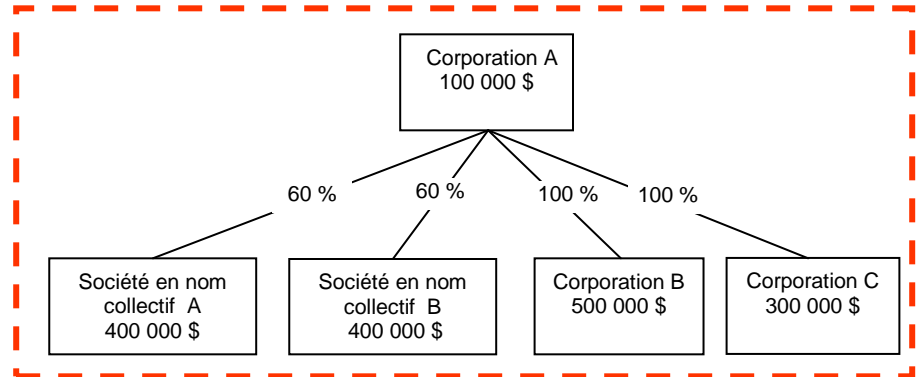 Corporation A
100 000 $
60 %
60 %
100 %
100 %
Société en nom
collectif A
400 000 $
Société en nom
collectif B
400 000 $
Corporation B
500 000 $
Corporation C
300 000 $